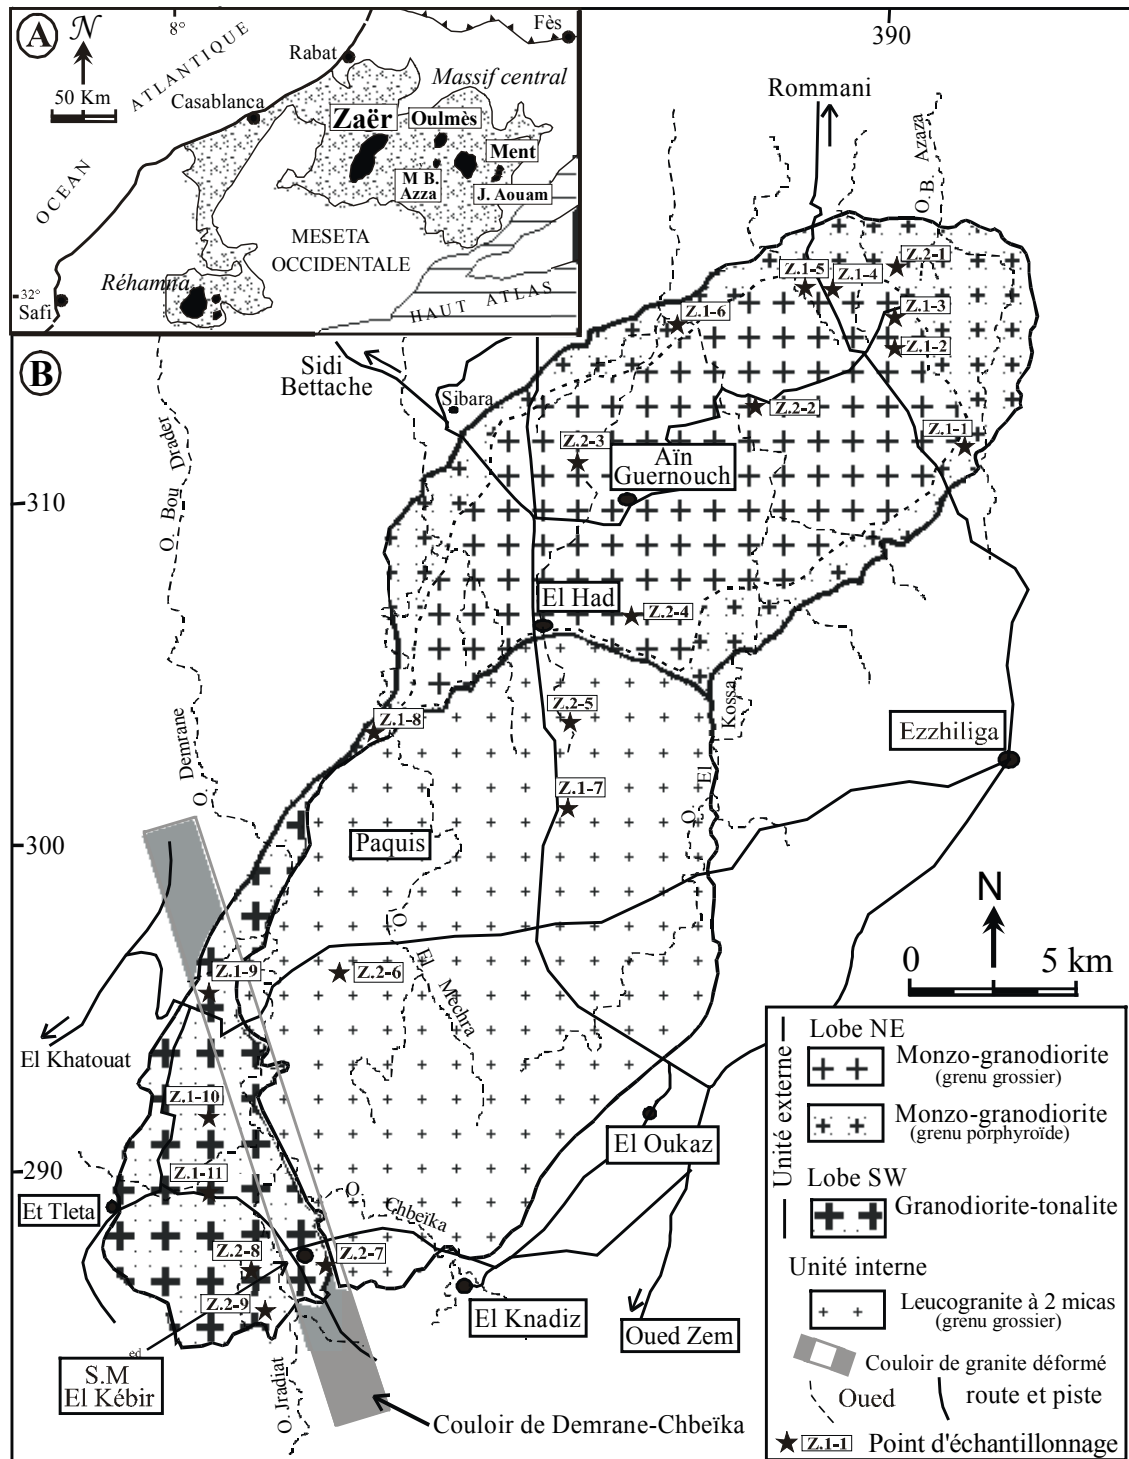 A
N
50 Km
8°
ATLANTIQUE
OCEAN
Rabat
Fès
Casablanca
Massif central
Zaër
Oulmès
Ment
M B.
Azza
J. Aouam
MESETA
OCCIDENTALE
Réhamna
32°
Safi
HAUT ATLAS
B
390
Rommani
O. B. Azaza
Z.2-1
Z.1-5
Z.1-4
Z.1-3
Z.1-6
Z.1-2
Sidi
Bettache
Sibara
Z.2-2
Z.1-1
Z.2-3
Aïn
Guernouch
310
O. Bou Drader
El Had
Z.2-4
Z.2-5
Z.1-8
O. El Kossa
Ezzhiliga
O. Demrane
Z.1-7
Paquis
300
N
0 5 km
Z.1-9
Z.2-6
O. El Mechra
El Khatouat
Z.1-10
El Oukaz
Z.1-11
290
Et Tleta
O. Chbeïka
Z.2-8
Z.2-7
Z.2-9
El Knadiz
Oued Zem
S.M ed
El Kébir
O. Jradiat
Couloir de Demrane-Chbeïka
Unité externe
Lobe NE
Monzo-granodiorite
(grenu grossier)
Monzo-granodiorite
(grenu porphyroïde)
Lobe SW
Granodiorite-tonalite
Unité interne
Leucogranite à 2 micas
(grenu grossier)
Couloir de granite déformé
Oued
route et piste
Z.1-1 Point d'échantillonnage